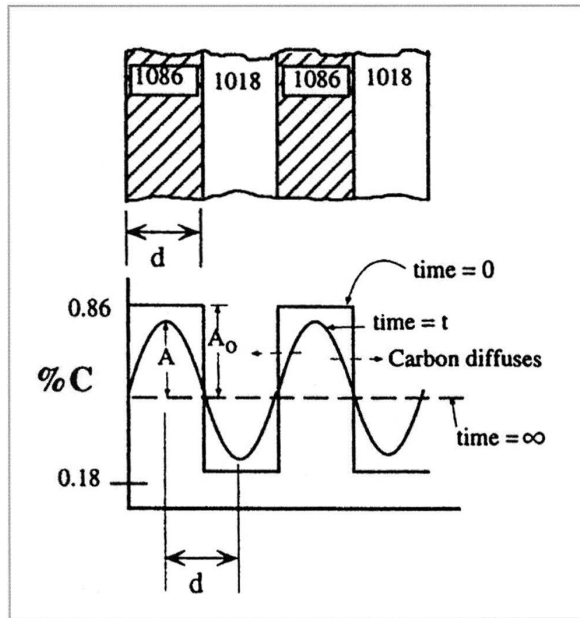 1086 1018 1086 1018
d
time = 0
0.86
time = t
A
A₀
Carbon diffuses
%C
time = ∞
0.18
d